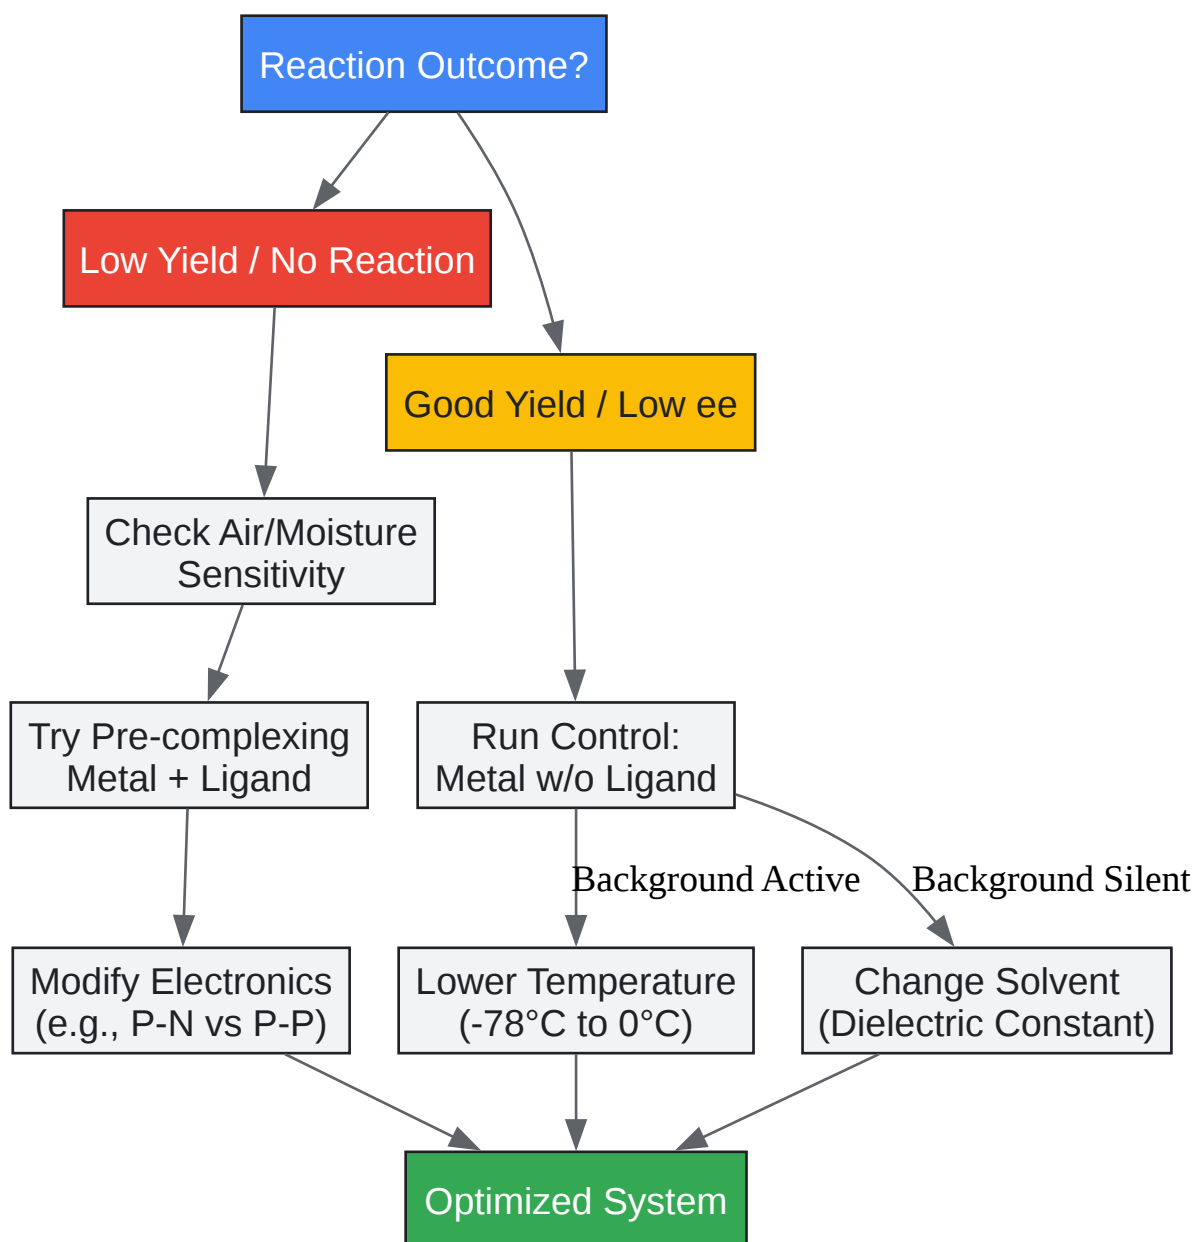 Reaction Outcome?
Low Yield / No Reaction
Good Yield / Low ee
Check Air/Moisture
Sensitivity
Try Pre-complexing
Metal + Ligand
Run Control:
Metal w/o Ligand
Background Active
Background Silent
Modify Electronics
(e.g., P-N vs P-P)
Lower Temperature
(-78°C to 0°C)
Change Solvent
(Dielectric Constant)
Optimized System